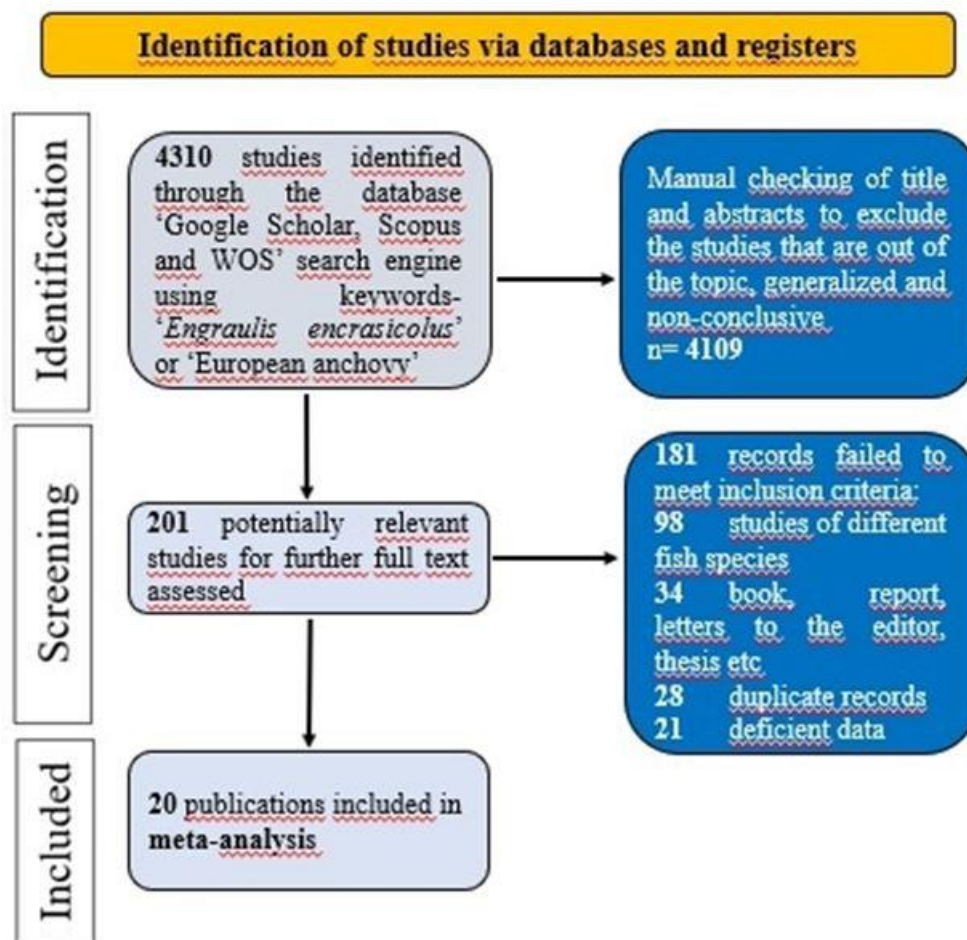 Identification of studies via databases and registers
Identification
4310 studies identified
through the database
‘Google Scholar, Scopus
and WOS’ search engine
using keywords-
‘Engraulis encrasicolus’
or ‘European anchovy’
Manual checking of title
and abstracts to exclude
the studies that are out of
the topic, generalized and
non-conclusive
n= 4109
Screening
201 potentially relevant
studies for further full text
assessed
181 records failed to
meet inclusion criteria:
98 studies of different
fish species
34 book, report,
letters to the editor,
thesis etc
28 duplicate records
21 deficient data
Included
20 publications included in
meta-analysis